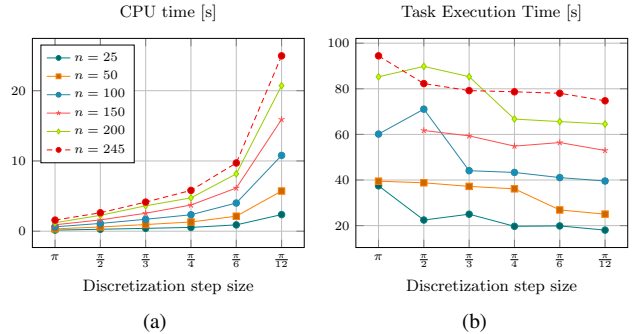 CPU time [s]
n = 25
n = 50
n = 100
n = 150
n = 200
n = 245
20
10
0
π π/2 π/3 π/4 π/6 π/12
Discretization step size
(a)
Task Execution Time [s]
100
80
60
40
20
π π/2 π/3 π/4 π/6 π/12
Discretization step size
(b)